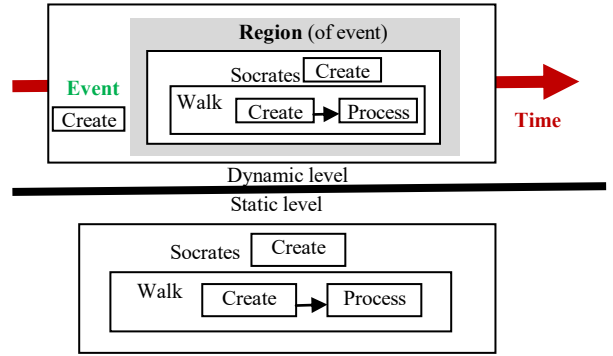 Region (of event)
Socrates Create
Event
Walk
Create
Create Process
Time
Dynamic level
Static level
Socrates Create
Walk Create Process